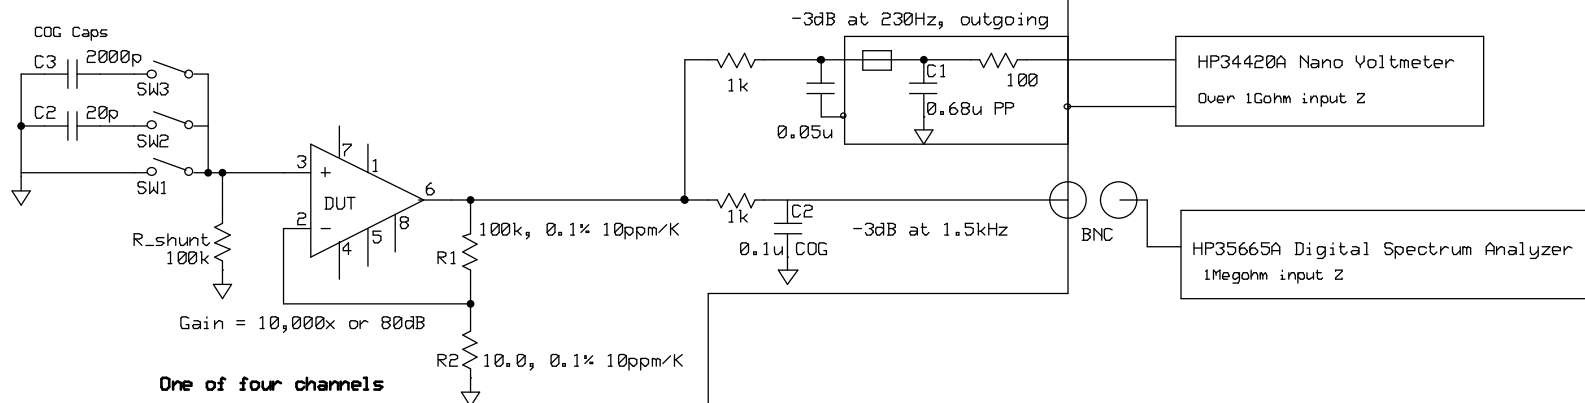 COG Caps
C3 2000p
SW3
C2 20p
SW2
SW1
R_shunt
100k
3
+
2
-
DUT
7
1
6
8
5
4
Gain = 10,000x or 80dB
One of four channels
100k, 0.1% 10ppm/K
R1
R2 10.0, 0.1% 10ppm/K
-3dB at 230Hz, outgoing
1k
0.05u
C1
0.68u PP
100
1k
C2
0.1u COG
-3dB at 1.5kHz
BNC
HP34420A Nano Voltmeter
Over 1Gohm input Z
HP35665A Digital Spectrum Analyzer
1Megohm input Z